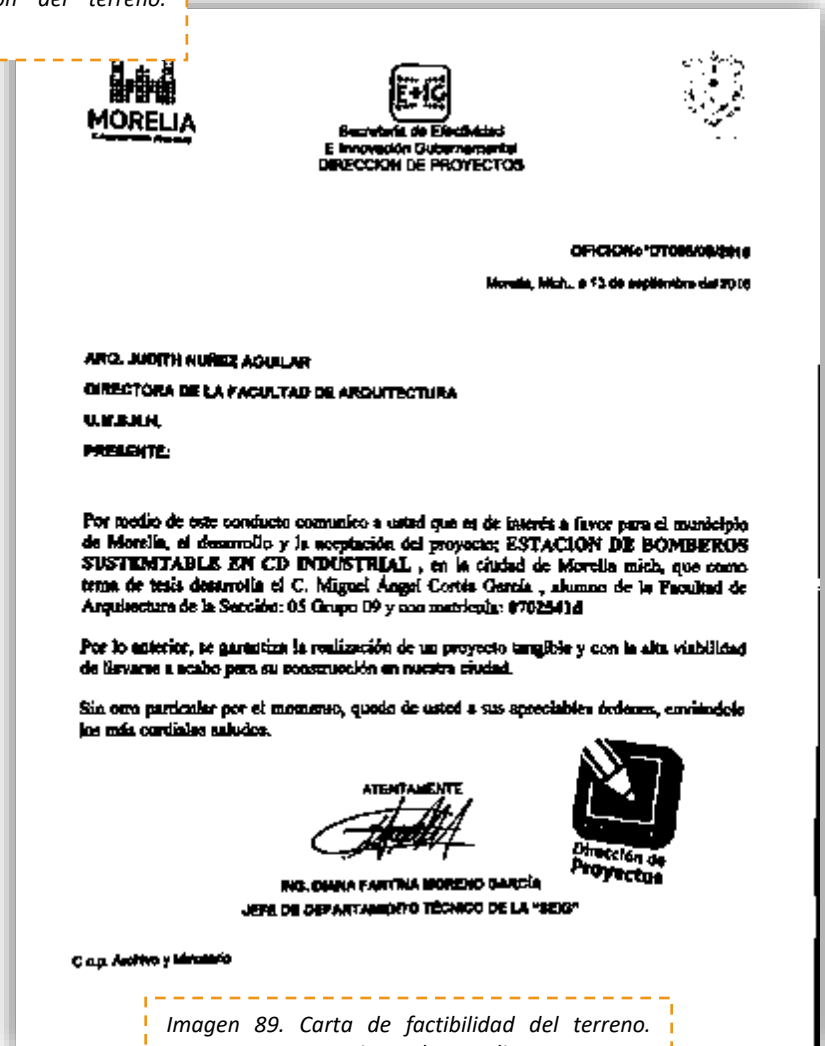 del terreno.
MORELIA
E+IG
Secretaría de Efectividad
E Innovación Gubernamental
DIRECCION DE PROYECTOS
OFICIO No
Morelia, Mich., a 13 de septiembre del 2016
ARQ. JUDITH NUÑEZ AGUILAR
DIRECTORA DE LA FACULTAD DE ARQUITECTURA
U.M.S.N.H.
PRESENTE:
Por medio de este conducto comunico a usted que es de interés a favor para el municipio
de Morelia, el desarrollo y la aceptación del proyecto; ESTACION DE BOMBEROS
SUSTEMTABLE EN CD INDUSTRIAL , en la ciudad de Morelia mich, que como
tema de tesis desarrolla el C. Miguel Ángel Cortés García , alumno de la Facultad de
Arquitectura de la Sección: 05 Grupo 09 y con matricula:
Por lo anterior, se garantiza la realización de un proyecto tangible y con la alta viabilidad
de llevarse a acabo para su construcción en nuestra ciudad.
Sin otro particular por el momento, quedo de usted a sus apreciables órdenes, enviándole
los más cordiales saludos.
ATENTAMENTE
Dirección de
Proyectos
ING. DIANA FANTINA MORENO GARCÍA
JEFE DE DEPARTAMENTO TÉCNICO DE LA "SEIG"
C c.p. Archivo y Minutario
Imagen 89. Carta de factibilidad del terreno.